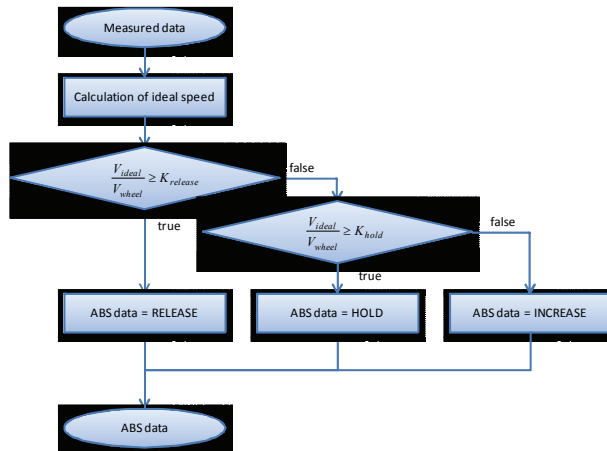 Measured data
Calculation of ideal speed
V_ideal / V_wheel ≥ K_release
false
true
V_ideal / V_wheel ≥ K_hold
false
true
ABS data = RELEASE
ABS data = HOLD
ABS data = INCREASE
ABS data